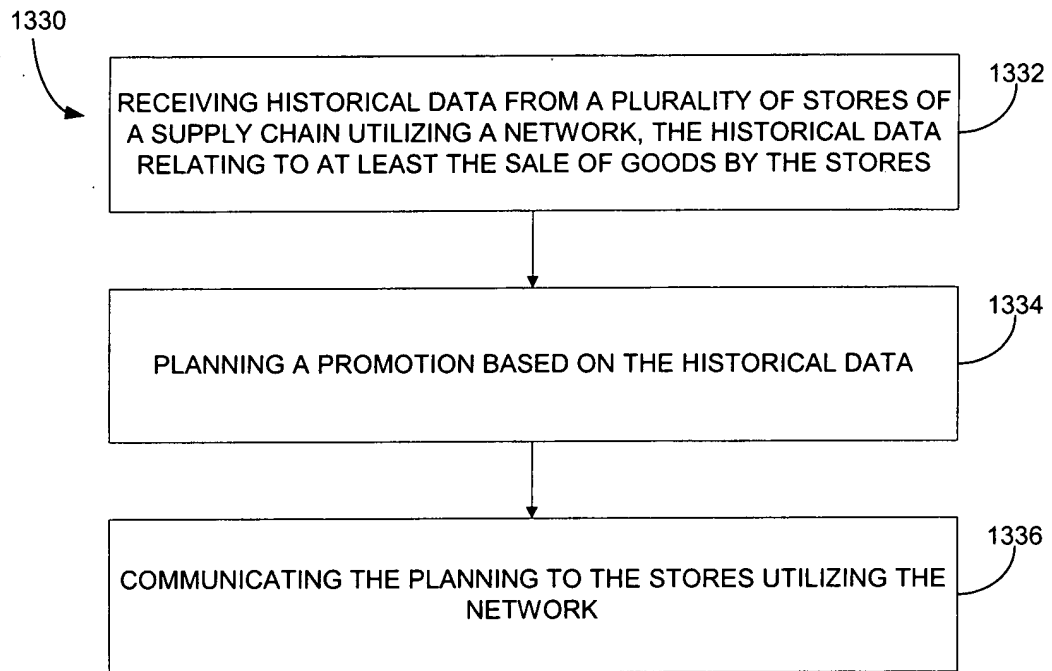 1330
1332
RECEIVING HISTORICAL DATA FROM A PLURALITY OF STORES OF
A SUPPLY CHAIN UTILIZING A NETWORK, THE HISTORICAL DATA
RELATING TO AT LEAST THE SALE OF GOODS BY THE STORES
1334
PLANNING A PROMOTION BASED ON THE HISTORICAL DATA
1336
COMMUNICATING THE PLANNING TO THE STORES UTILIZING THE
NETWORK